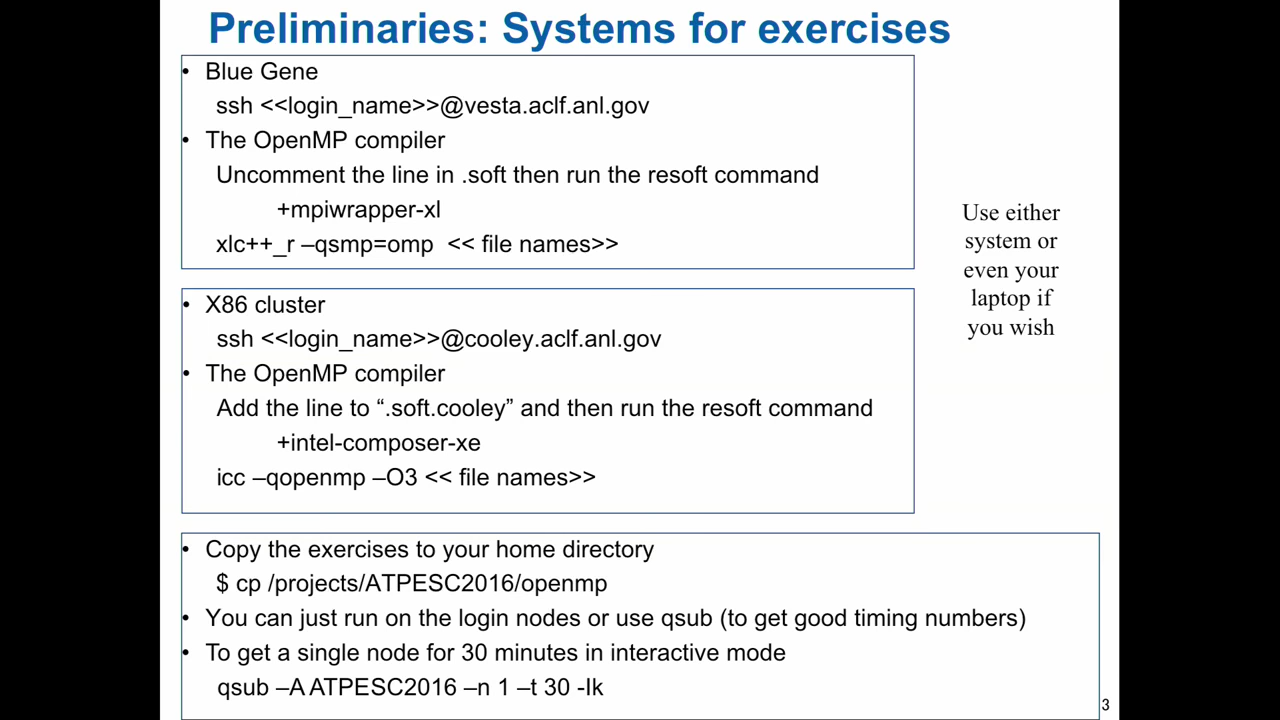 Preliminaries: Systems for exercises
• Blue Gene
ssh <<login_name>>@vesta.aclf.anl.gov
• The OpenMP compiler
Uncomment the line in .soft then run the resoft command
+mpiwrapper-xl
xlc++_r –qsmp=omp << file names>>
• X86 cluster
ssh <<login_name>>@cooley.aclf.anl.gov
• The OpenMP compiler
Add the line to “.soft.cooley” and then run the resoft command
+intel-composer-xe
icc –qopenmp –O3 << file names>>
Use either
system or
even your
laptop if
you wish
• Copy the exercises to your home directory
$ cp /projects/ATPESC2016/openmp
• You can just run on the login nodes or use qsub (to get good timing numbers)
• To get a single node for 30 minutes in interactive mode
qsub –A ATPESC2016 –n 1 –t 30 -Ik
3